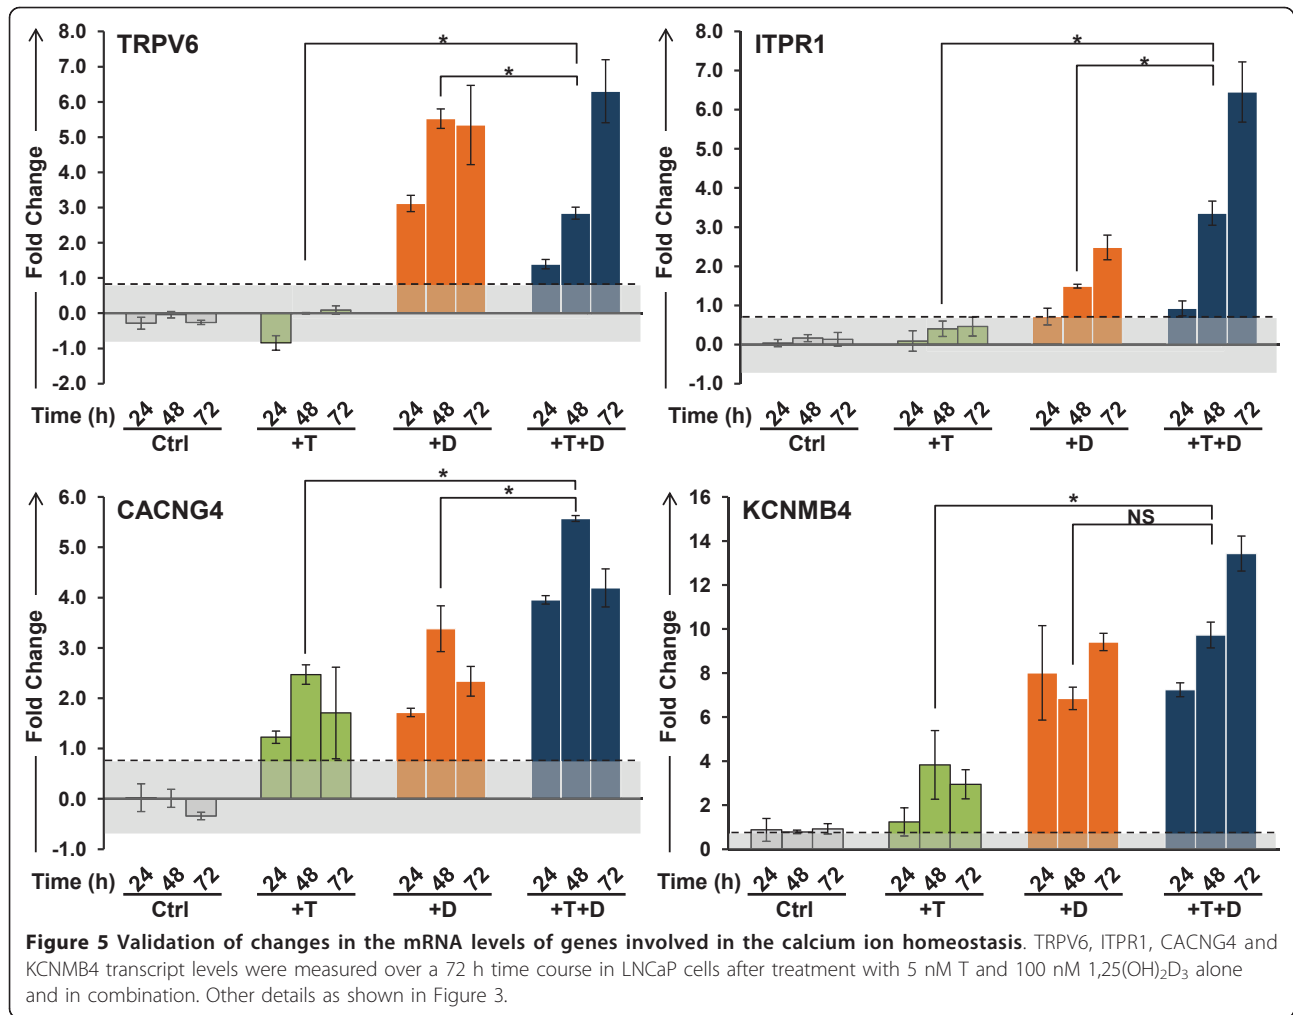 TRPV6
Fold Change
8.0
7.0
6.0
5.0
4.0
3.0
2.0
1.0
0.0
-1.0
-2.0
*
*
Time (h) 24 48 72 24 48 72 24 48 72 24 48 72
Ctrl +T +D +T+D
ITPR1
Fold Change
8.0
7.0
6.0
5.0
4.0
3.0
2.0
1.0
0.0
-1.0
*
*
Time (h) 24 48 72 24 48 72 24 48 72 24 48 72
Ctrl +T +D +T+D
CACNG4
Fold Change
6.0
5.0
4.0
3.0
2.0
1.0
0.0
-1.0
*
*
Time (h) 24 48 72 24 48 72 24 48 72 24 48 72
Ctrl +T +D +T+D
KCNMB4
Fold Change
16
14
12
10
8
6
4
2
0
*
NS
Time (h) 24 48 72 24 48 72 24 48 72 24 48 72
Ctrl +T +D +T+D
Figure 5 Validation of changes in the mRNA levels of genes involved in the calcium ion homeostasis. TRPV6, ITPR1, CACNG4 and
KCNMB4 transcript levels were measured over a 72 h time course in LNCaP cells after treatment with 5 nM T and 100 nM 1,25(OH)₂D₃ alone
and in combination. Other details as shown in Figure 3.